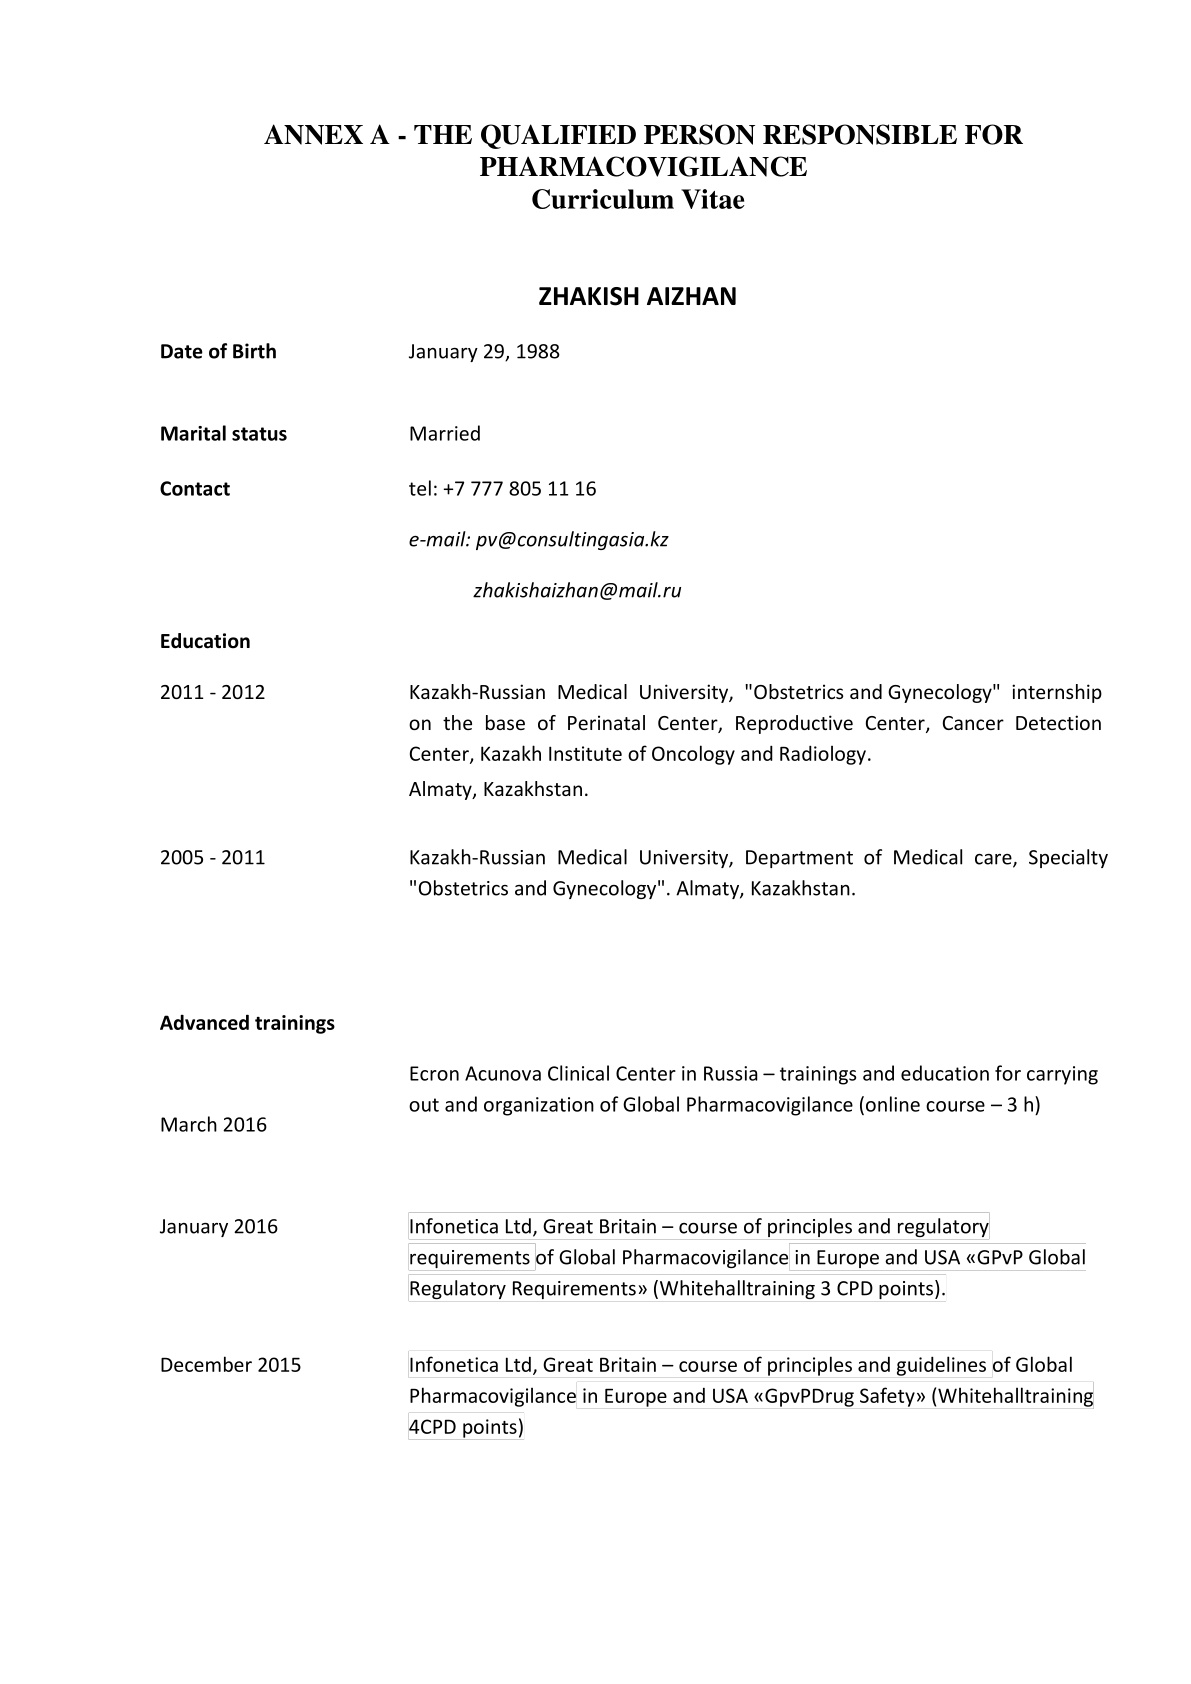 ANNEX A - THE QUALIFIED PERSON RESPONSIBLE FOR
PHARMACOVIGILANCE
Curriculum Vitae
ZHAKISH AIZHAN
Date of Birth January 29, 1988
Marital status Married
Contact tel: +7 777 805 11 16
e-mail: pv@consultingasia.kz
zhakishaizhan@mail.ru
Education
2011 - 2012 Kazakh-Russian Medical University, "Obstetrics and Gynecology" internship
on the base of Perinatal Center, Reproductive Center, Cancer Detection
Center, Kazakh Institute of Oncology and Radiology.
Almaty, Kazakhstan.
2005 - 2011 Kazakh-Russian Medical University, Department of Medical care, Specialty
"Obstetrics and Gynecology". Almaty, Kazakhstan.
Advanced trainings
Ecron Acunova Clinical Center in Russia – trainings and education for carrying
out and organization of Global Pharmacovigilance (online course – 3 h)
March 2016
January 2016 Infonetica Ltd, Great Britain – course of principles and regulatory
requirements of Global Pharmacovigilance in Europe and USA «GPvP Global
Regulatory Requirements» (Whitehalltraining 3 CPD points).
December 2015 Infonetica Ltd, Great Britain – course of principles and guidelines of Global
Pharmacovigilance in Europe and USA «GpvPDrug Safety» (Whitehalltraining
4CPD points)